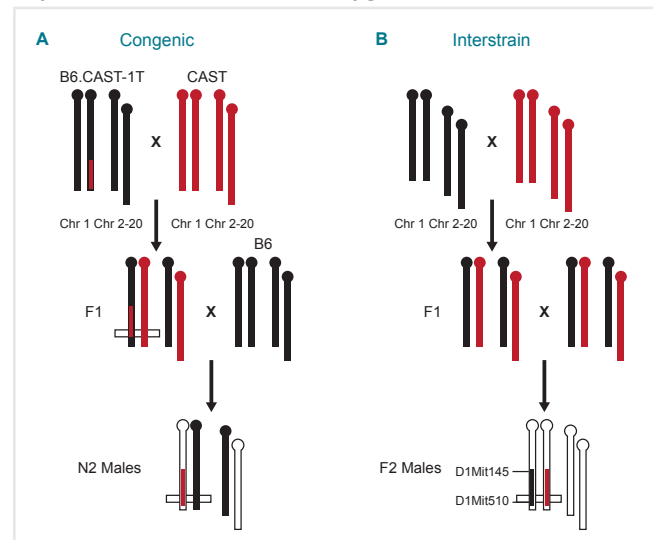 A Congenic
B6.CAST-1T CAST
X
Chr 1 Chr 2-20 Chr 1 Chr 2-20
B6
F1 X
N2 Males
B Interstrain
X
Chr 1 Chr 2-20 Chr 1 Chr 2-20
F1 X
F2 Males
D1Mit145
D1Mit510